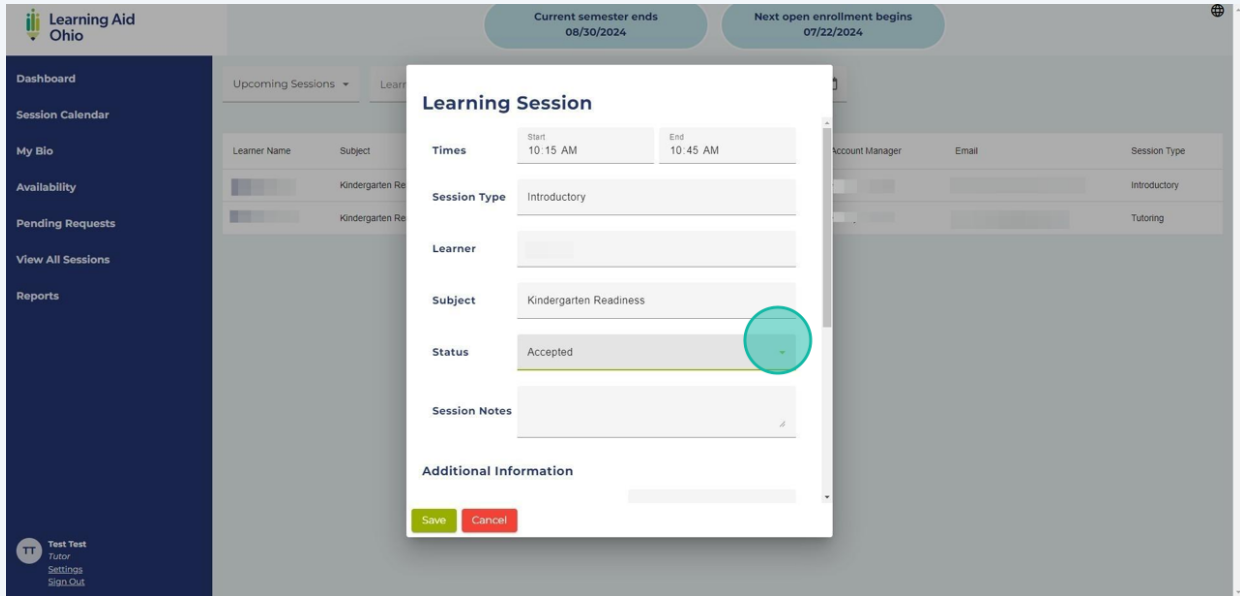 Learning Aid
Ohio
Current semester ends
08/30/2024
Next open enrollment begins
07/22/2024
Dashboard
Session Calendar
My Bio
Availability
Pending Requests
View All Sessions
Reports
TT
Test Test
Tutor
Settings
Sign Out
Upcoming Sessions
Learn
Learner Name Subject Account Manager Email Session Type
Kindergarten Re Introductory
Kindergarten Re Tutoring
Learning Session
Times
Start
10:15 AM
End
10:45 AM
Session Type Introductory
Learner
Subject Kindergarten Readiness
Status Accepted
Session Notes
Additional Information
Save Cancel